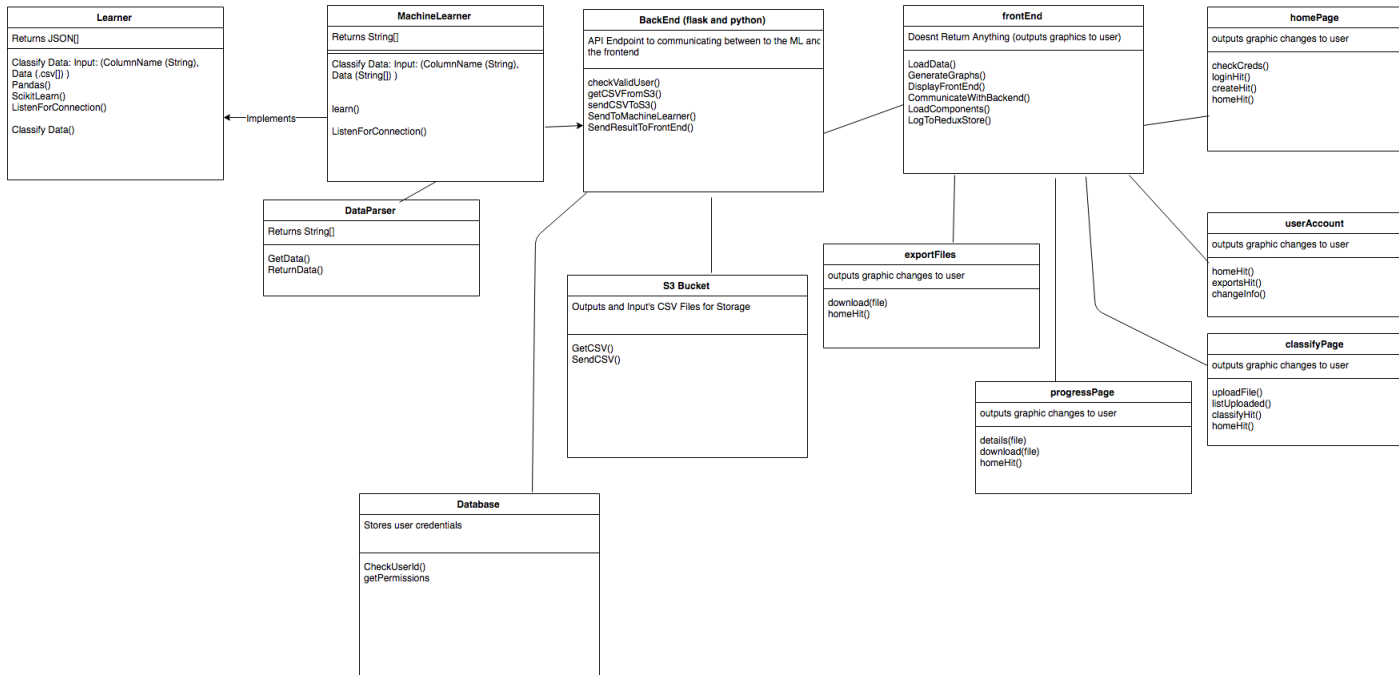 Learner
Returns JSON[]
Classify Data: Input: (ColumnName (String),
Data (.csv[]) )
Pandas()
ScikitLearn()
ListenForConnection()
Classify Data()
Implements
MachineLearner
Returns String[]
Classify Data: Input: (ColumnName (String),
Data (String[]) )
learn()
ListenForConnection()
DataParser
Returns String[]
GetData()
ReturnData()
BackEnd (flask and python)
API Endpoint to communicating between to the ML and
the frontend
checkValidUser()
getCSVFromS3()
sendCSVToS3()
SendToMachineLearner()
SendResultToFrontEnd()
S3 Bucket
Outputs and Input's CSV Files for Storage
GetCSV()
SendCSV()
Database
Stores user credentials
CheckUserId()
getPermissions
frontEnd
Doesnt Return Anything (outputs graphics to user)
LoadData()
GenerateGraphs()
DisplayFrontEnd()
CommunicateWithBackend()
LoadComponents()
LogToReduxStore()
exportFiles
outputs graphic changes to user
download(file)
homeHit()
progressPage
outputs graphic changes to user
details(file)
download(file)
homeHit()
homePage
outputs graphic changes to user
checkCreds()
loginHit()
createHit()
homeHit()
userAccount
outputs graphic changes to user
homeHit()
exportsHit()
changeInfo()
classifyPage
outputs graphic changes to user
uploadFile()
listUploaded()
classifyHit()
homeHit()